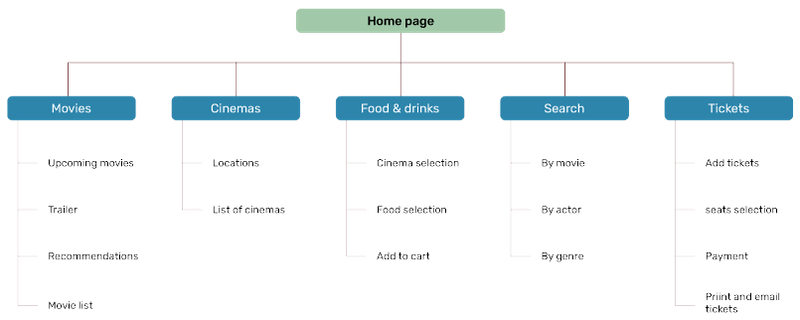 Home page
Movies
Cinemas
Food & drinks
Search
Tickets
Upcoming movies
Locations
Cinema selection
By movie
Add tickets
Trailer
List of cinemas
Food selection
By actor
seats selection
Recommendations
Add to cart
By genre
Payment
Movie list
Priint and email
tickets